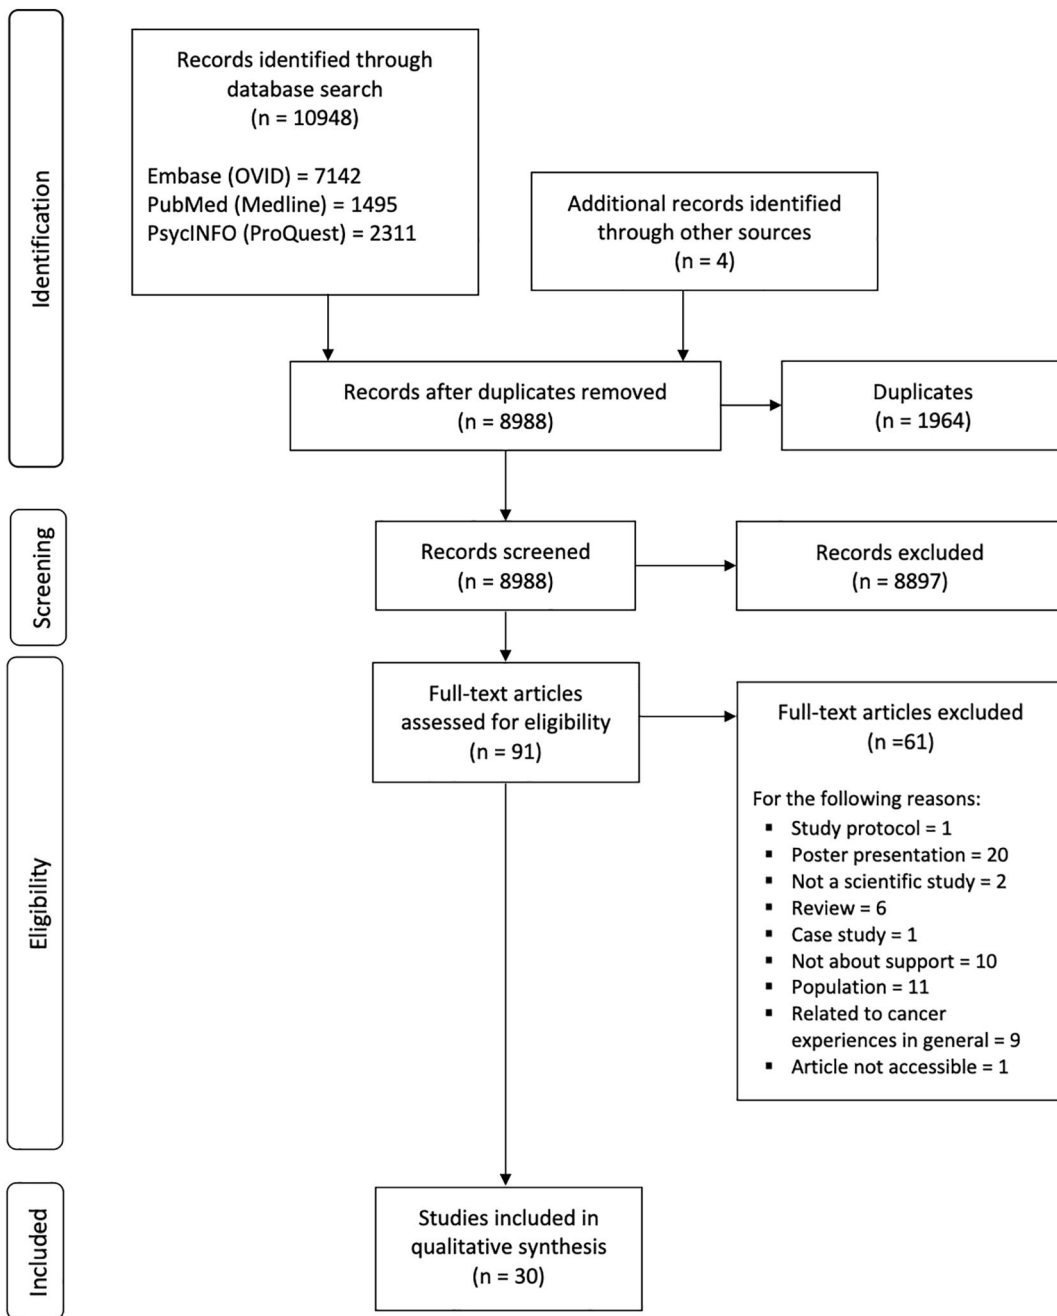 Identification
Records identified through
database search
(n = 10948)
Embase (OVID) = 7142
PubMed (Medline) = 1495
PsycINFO (ProQuest) = 2311
Additional records identified
through other sources
(n = 4)
Records after duplicates removed
(n = 8988)
Duplicates
(n = 1964)
Screening
Records screened
(n = 8988)
Records excluded
(n = 8897)
Eligibility
Full-text articles
assessed for eligibility
(n = 91)
Full-text articles excluded
(n =61)
For the following reasons:
▪ Study protocol = 1
▪ Poster presentation = 20
▪ Not a scientific study = 2
▪ Review = 6
▪ Case study = 1
▪ Not about support = 10
▪ Population = 11
▪ Related to cancer
experiences in general = 9
▪ Article not accessible = 1
Included
Studies included in
qualitative synthesis
(n = 30)